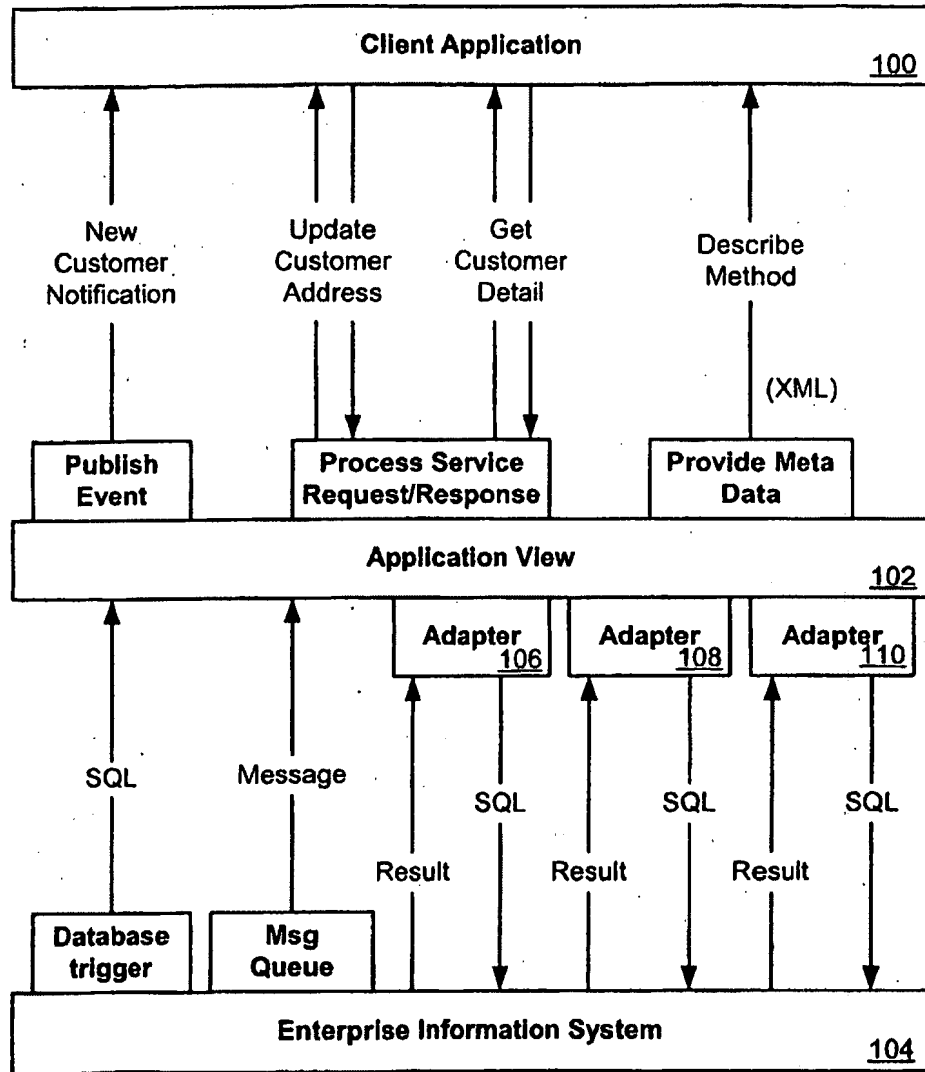 Client Application
100
New
Customer
Notification
Update
Customer
Address
Get
Customer
Detail
Describe
Method
(XML)
Publish
Event
Process Service
Request/Response
Provide Meta
Data
Application View
102
Adapter
106
Adapter
108
Adapter
110
SQL
Message
SQL
SQL
SQL
Result
Result
Result
Database
trigger
Msg
Queue
Enterprise Information System
104